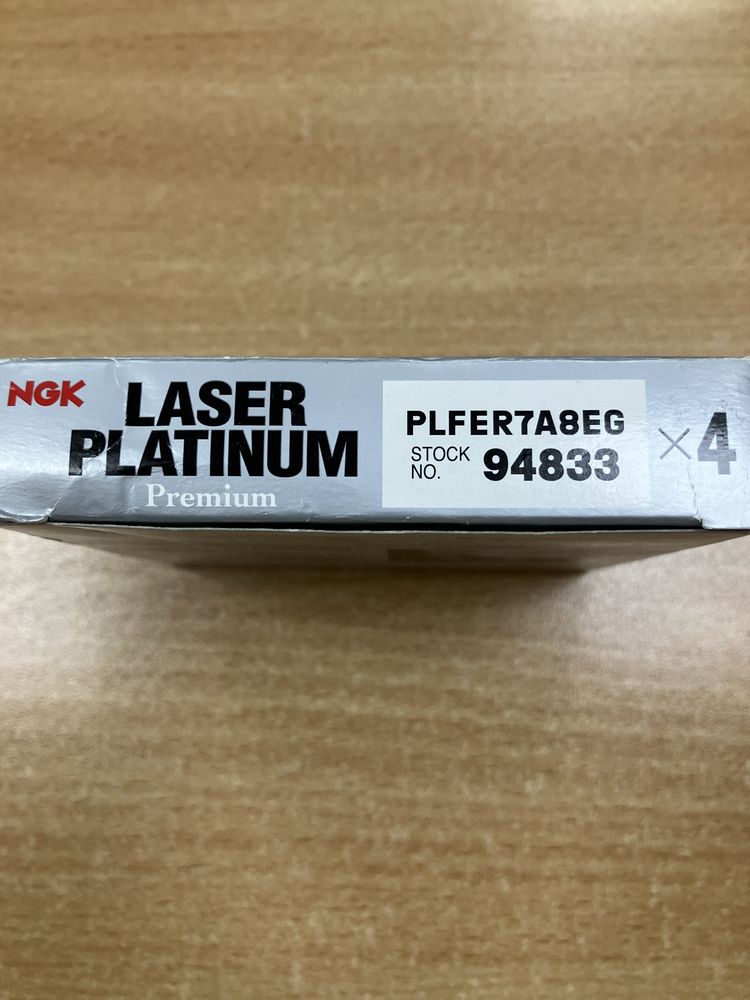 NGK
LASER
PLATINUM
Premium
PLFER7A8EG
STOCK
NO. 94833
×4